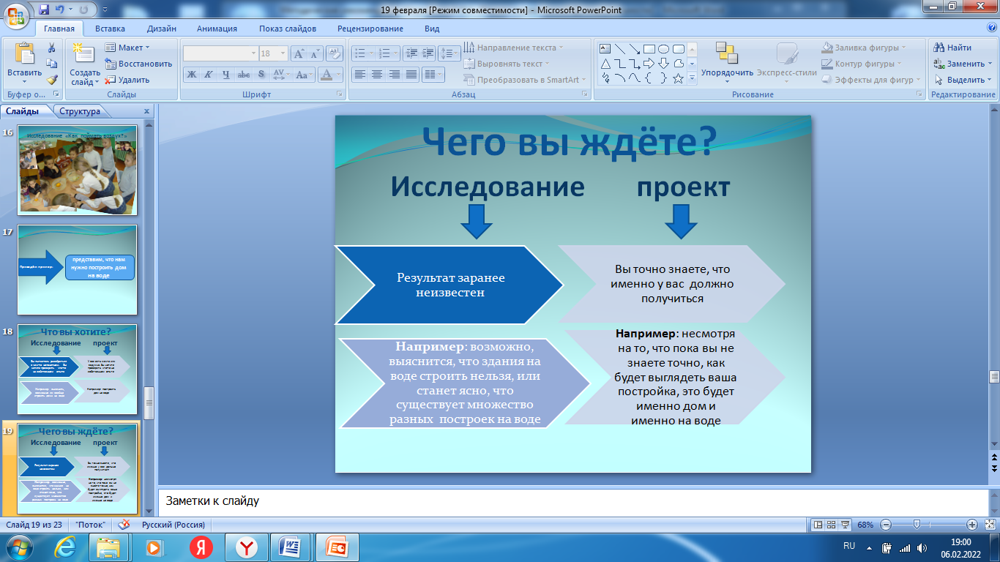 19 февраля [Режим совместимости] - Microsoft PowerPoint
Главная Вставка Дизайн Анимация Показ слайдов Рецензирование Вид
Вставить
Буфер о...
Создать слайд
Макет
Восстановить
Удалить
Слайды
18
Ж К Ч abc S AV Aa А
Шрифт
Направление текста
Выровнять текст
Преобразовать в SmartArt
Абзац
Упорядочить
Экспресс-стили
Заливка фигуры
Контур фигуры
Эффекты для фигур
Рисование
Найти
Заменить
Выделить
Редактирование
Слайды Структура
16
Исследование «Как поймать воздух?»
17
представим, что нам
нужно построить дом
на воде
18
Что вы хотите?
Исследование проект
19
Чего вы ждёте?
Исследование проект
Чего вы ждёте?
Исследование проект
Результат заранее
неизвестен
Вы точно знаете, что
именно у вас должно
получиться
Например: возможно,
выяснится, что здания на
воде строить нельзя, или
станет ясно, что
существует множество
разных построек на воде
Например: несмотря
на то, что пока вы не
знаете точно, как
будет выглядеть ваша
постройка, это будет
именно дом и
именно на воде
Заметки к слайду
Слайд 19 из 23 "Поток" Русский (Россия) 68%
RU 19:00
06.02.2022